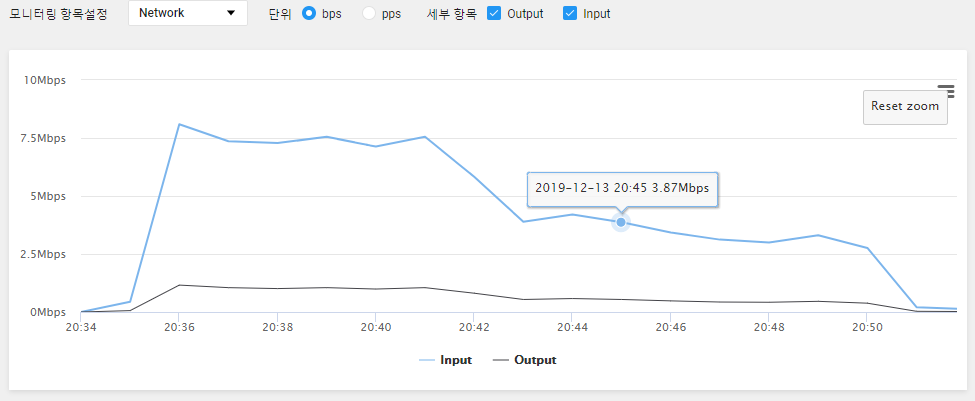 모니터링 항목설정 Network 단위 bps pps 세부 항목 Output Input
10Mbps
Reset zoom
7.5Mbps
2019-12-13 20:45 3.87Mbps
5Mbps
2.5Mbps
0Mbps
20:34 20:36 20:38 20:40 20:42 20:44 20:46 20:48 20:50
Input Output